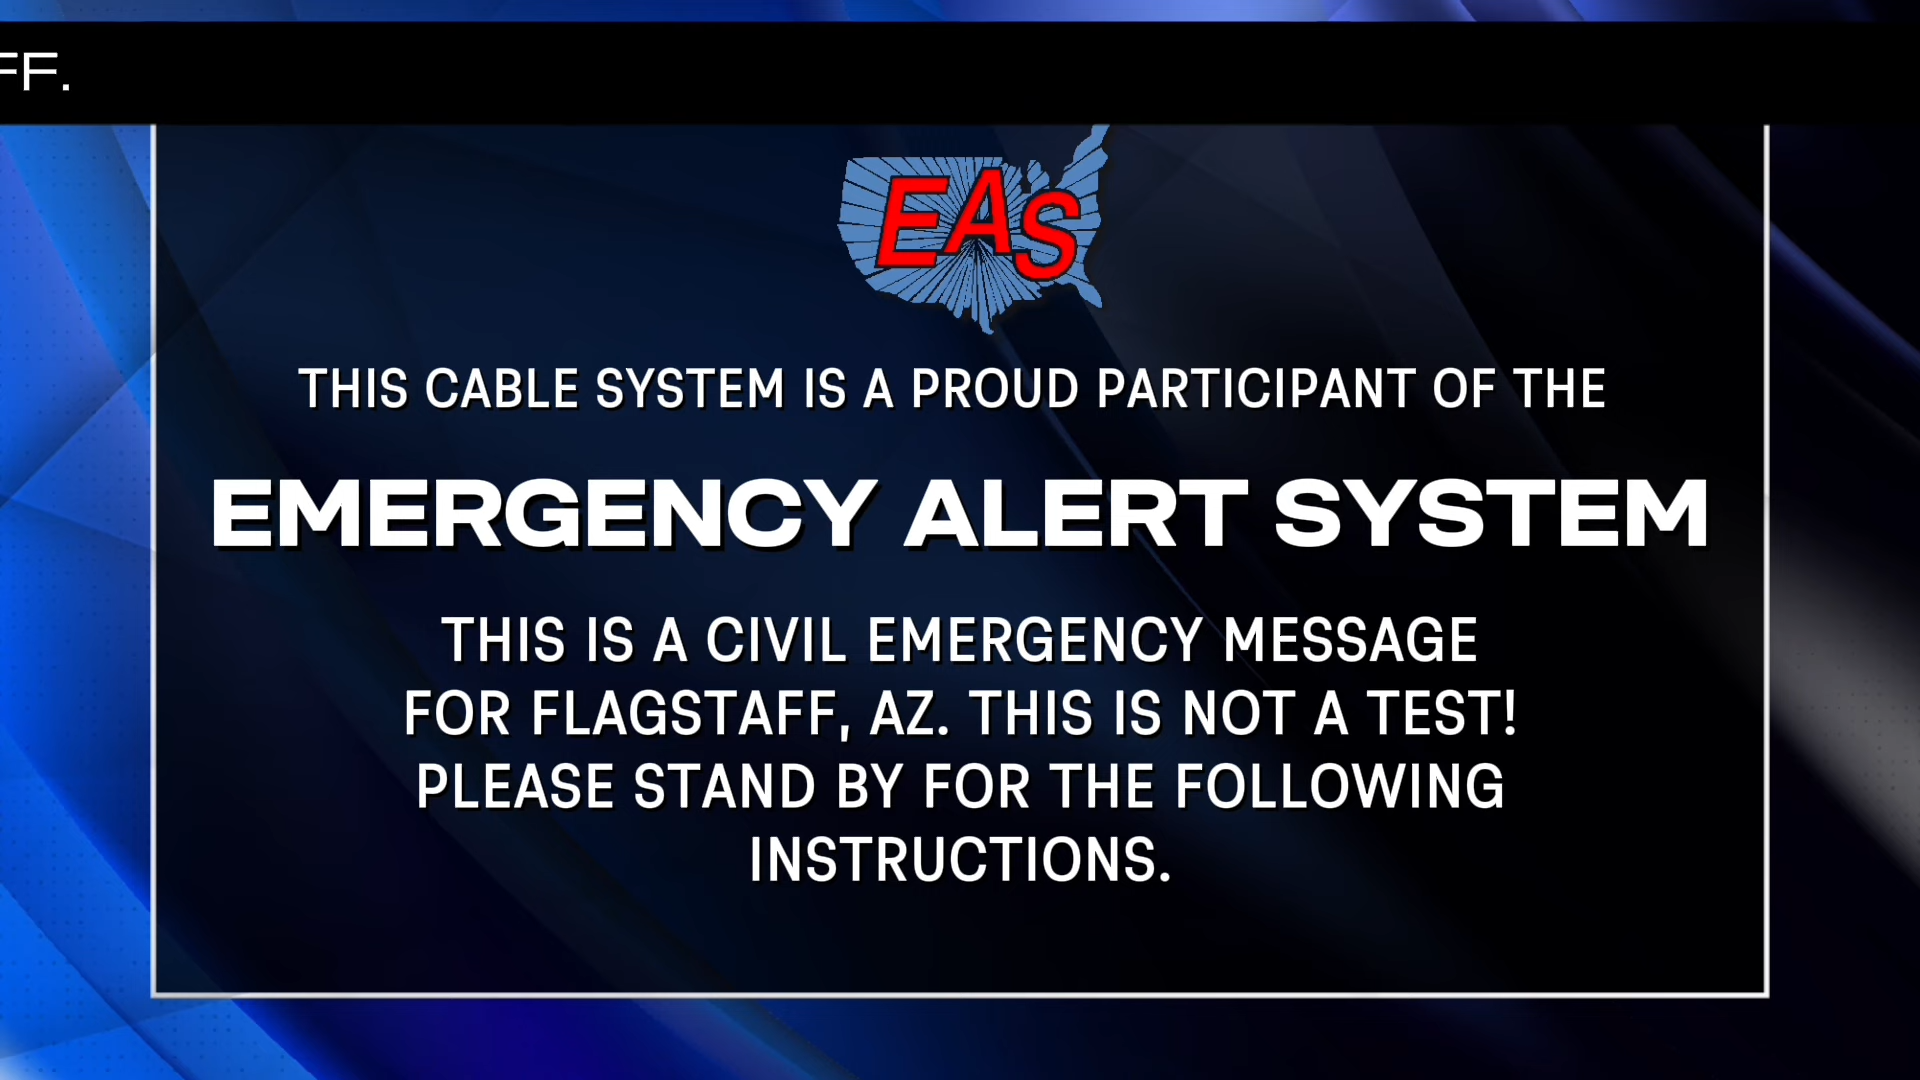 FF.
EAS
THIS CABLE SYSTEM IS A PROUD PARTICIPANT OF THE
EMERGENCY ALERT SYSTEM
THIS IS A CIVIL EMERGENCY MESSAGE
FOR FLAGSTAFF, AZ. THIS IS NOT A TEST!
PLEASE STAND BY FOR THE FOLLOWING
INSTRUCTIONS.